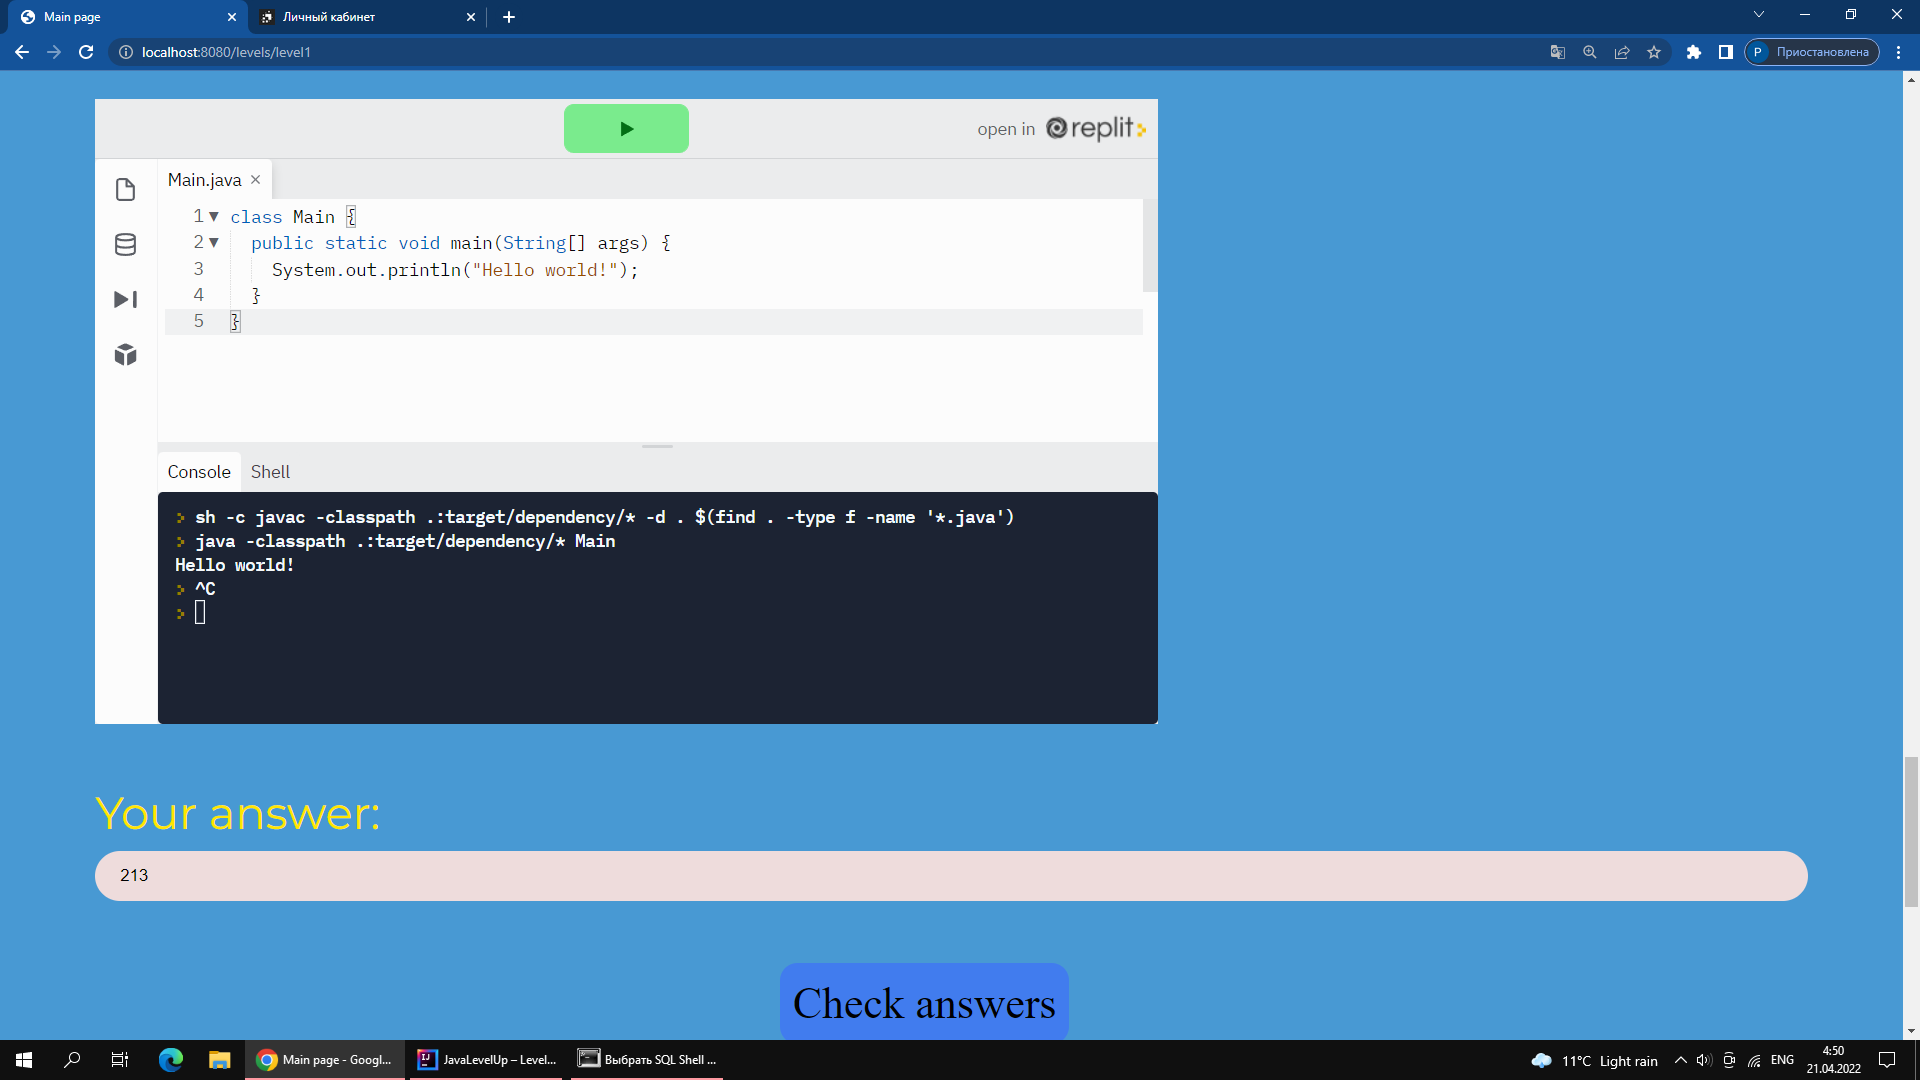 Main page
Личный кабинет
localhost:8080/levels/level1
P Приостановлена
open in replit
Main.java
1 class Main {
2 public static void main(String[] args) {
3 System.out.println("Hello world!");
4 }
5 }
Console Shell
sh -c javac -classpath .:target/dependency/* -d . $(find . -type f -name '*.java')
java -classpath .:target/dependency/* Main
Hello world!
^C
Your answer:
213
Check answers
Main page - Googl...
IJ
JavaLevelUp – Level...
Выбрать SQL Shell ...
11°C Light rain
ENG
4:50
21.04.2022